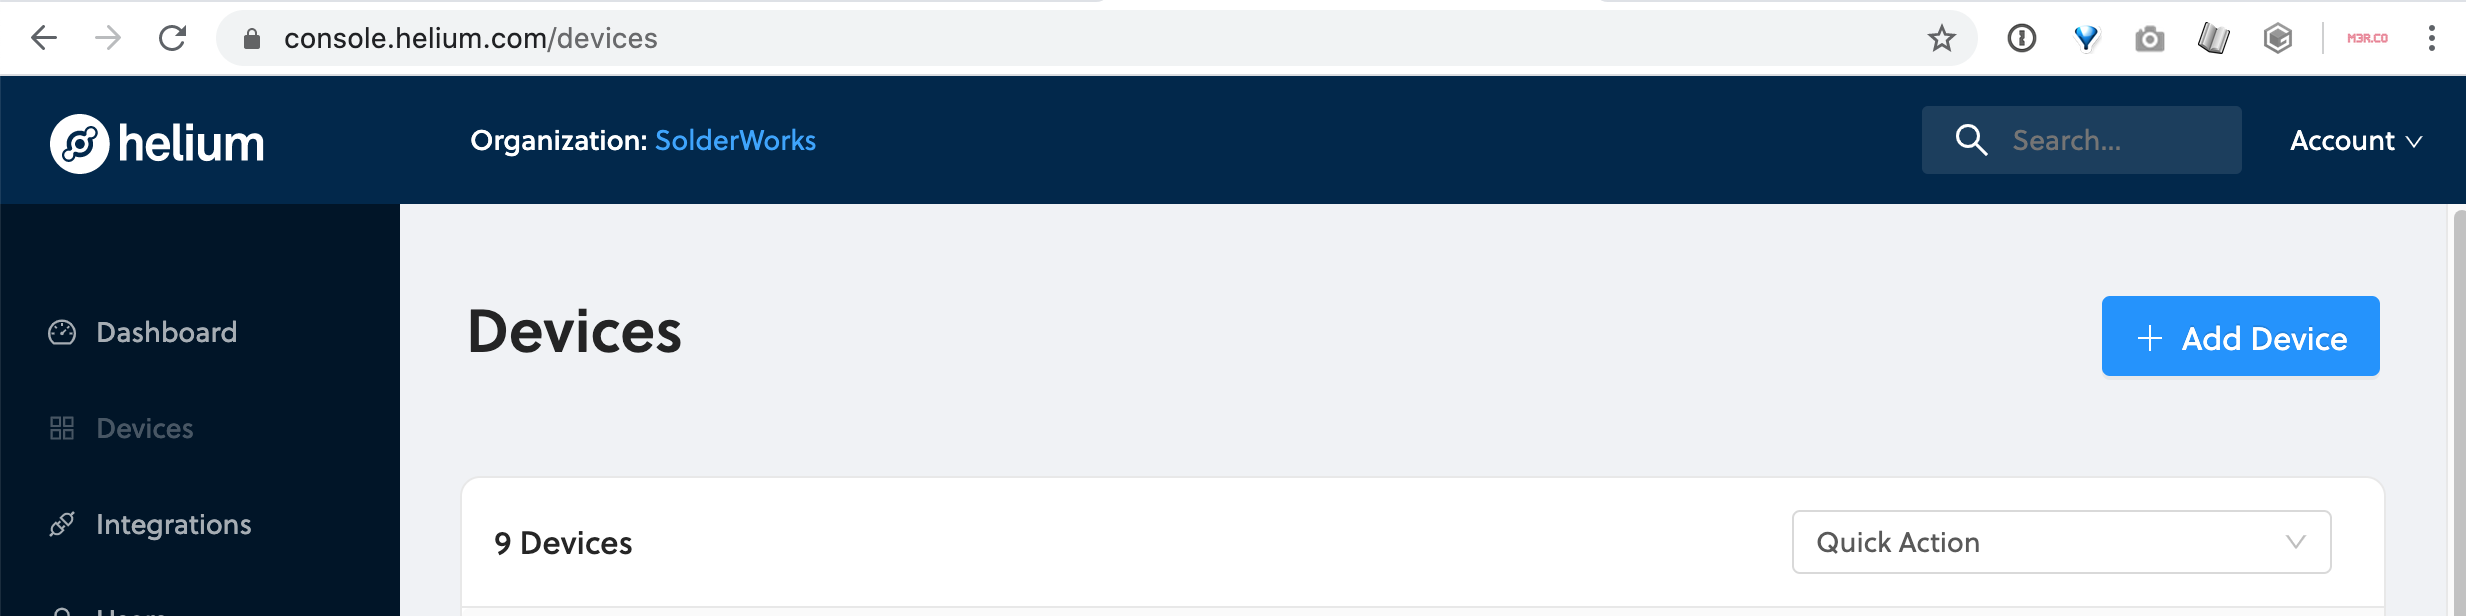 console.helium.com/devices
M3R.CO
helium
Organization: SolderWorks
Search...
Account
Dashboard
Devices
Integrations
Users
Devices
+ Add Device
9 Devices
Quick Action